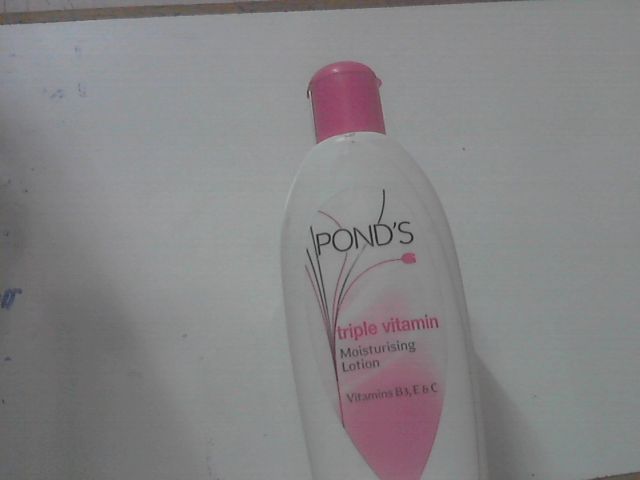 POND'S
triple vitamin
Moisturising
Lotion
Vitamins B3, E & C